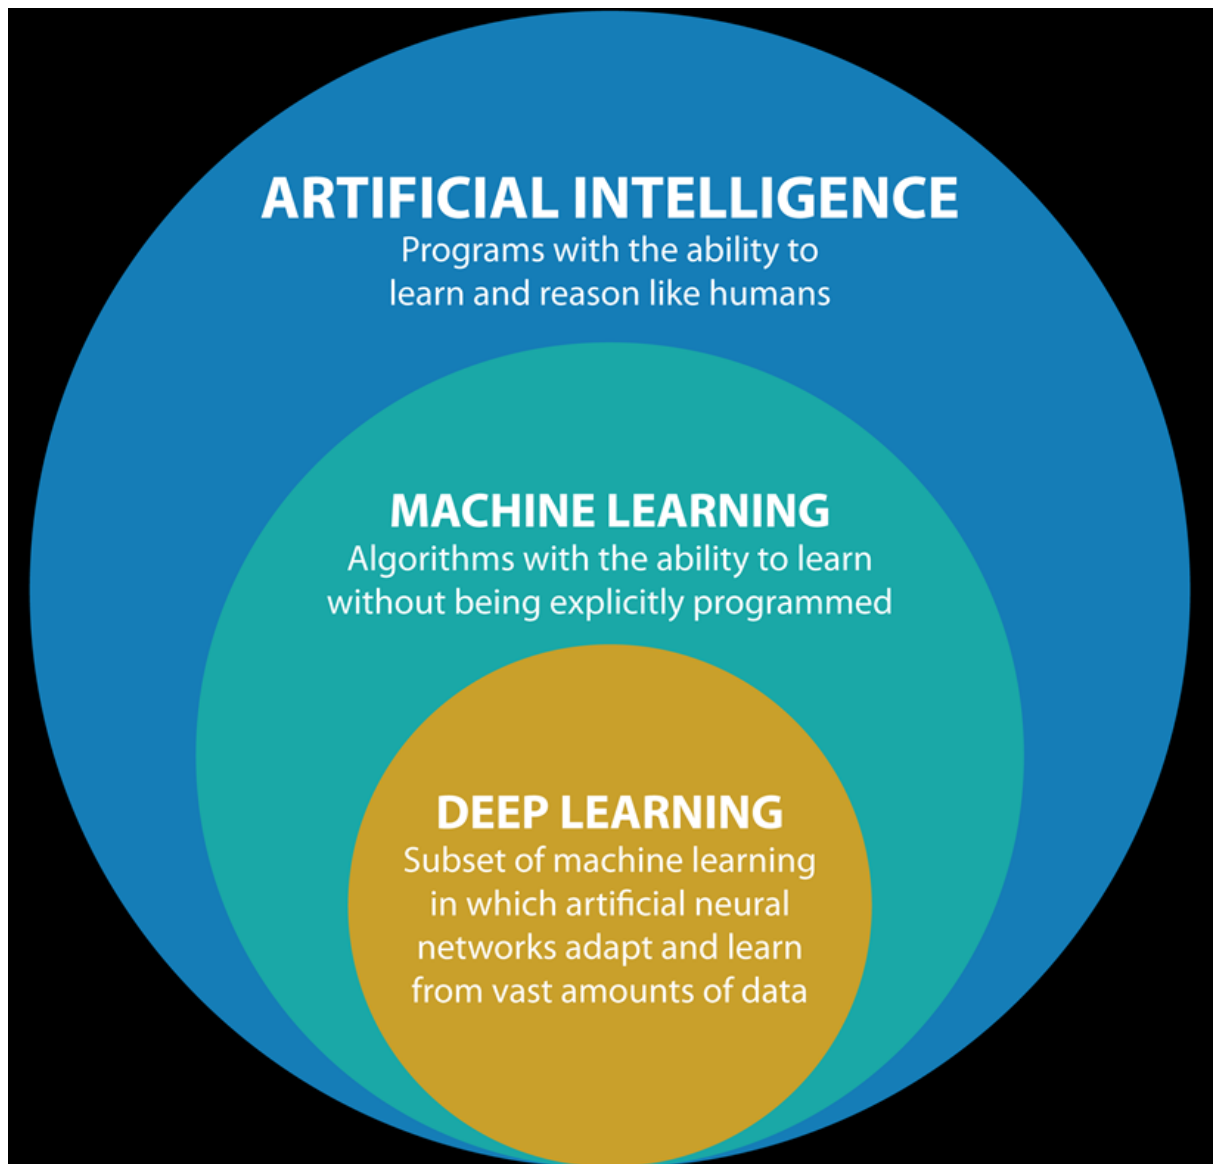 ARTIFICIAL INTELLIGENCE
Programs with the ability to
learn and reason like humans
MACHINE LEARNING
Algorithms with the ability to learn
without being explicitly programmed
DEEP LEARNING
Subset of machine learning
in which artificial neural
networks adapt and learn
from vast amounts of data